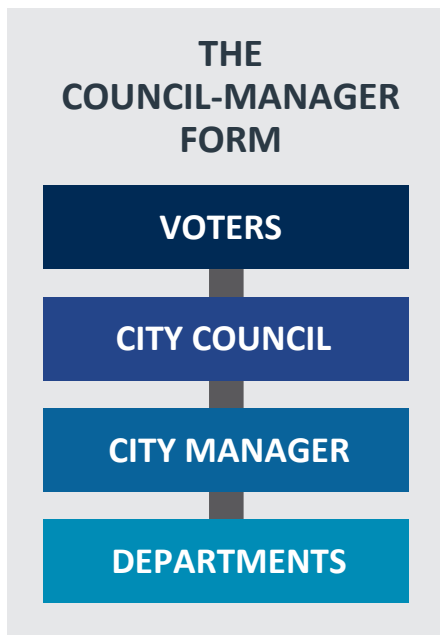 THE
COUNCIL-MANAGER
FORM
VOTERS
CITY COUNCIL
CITY MANAGER
DEPARTMENTS